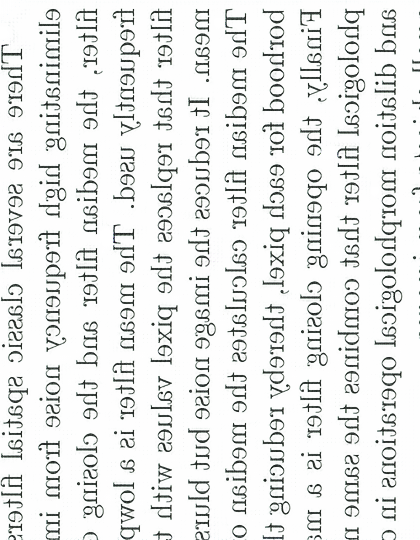 There are several classic spatial filters
eliminating high frequency noise from im
filter, the median filter and the closing
frequently used. The mean filter is a lowp
filter that replaces the pixel values with t
mean. It reduces the image noise but blurs
The median filter calculates the median o
borhood for each pixel, thereby reducing t
Finally, the opening closing filter is a ma
phological filter that combines the same n
and dilation morphological operations in